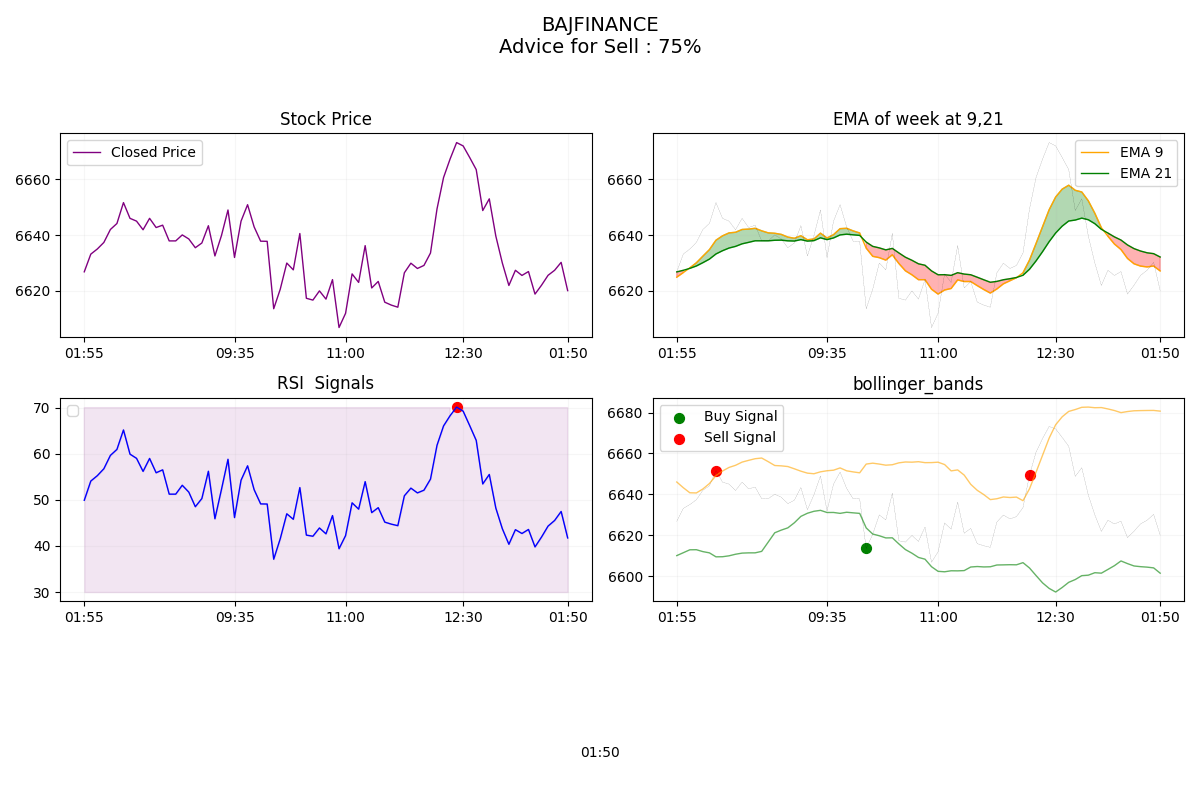 BAJFINANCE
Advice for Sell : 75%
Stock Price
Closed Price
6660
6640
6620
01:55 09:35 11:00 12:30 01:50
EMA of week at 9,21
EMA 9
EMA 21
6660
6640
6620
01:55 09:35 11:00 12:30 01:50
RSI  Signals
70
60
50
40
30
01:55 09:35 11:00 12:30 01:50
bollinger_bands
Buy Signal
Sell Signal
6680
6660
6640
6620
6600
01:55 09:35 11:00 12:30 01:50
01:50